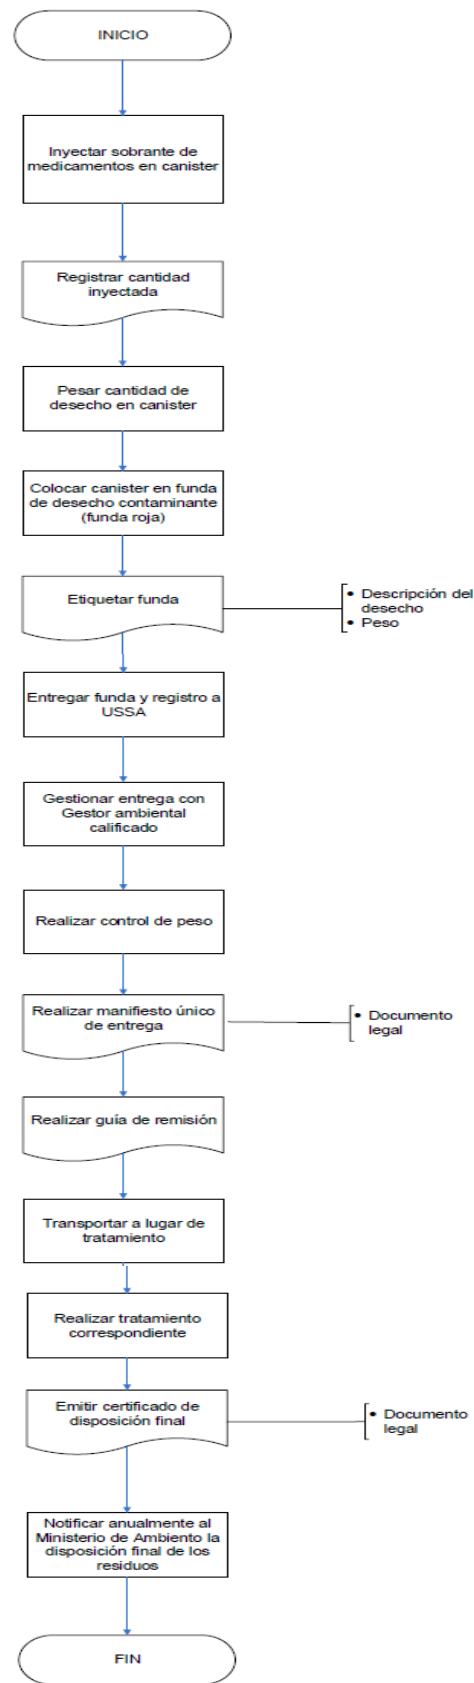 INICIO
Inyectar sobrante de
medicamentos en canister
Registrar cantidad
inyectada
Pesar cantidad de
desecho en canister
Colocar canister en funda
de desecho contaminante
(funda roja)
Etiquetar funda
• Descripción del
desecho
• Peso
Entregar funda y registro a
USSA
Gestionar entrega con
Gestor ambiental
calificado
Realizar control de peso
Realizar manifiesto único
de entrega
• Documento
legal
Realizar guía de remisión
Transportar a lugar de
tratamiento
Realizar tratamiento
correspondiente
Emitir certificado de
disposición final
• Documento
legal
Notificar anualmente al
Ministerio de Ambiento la
disposición final de los
residuos
FIN